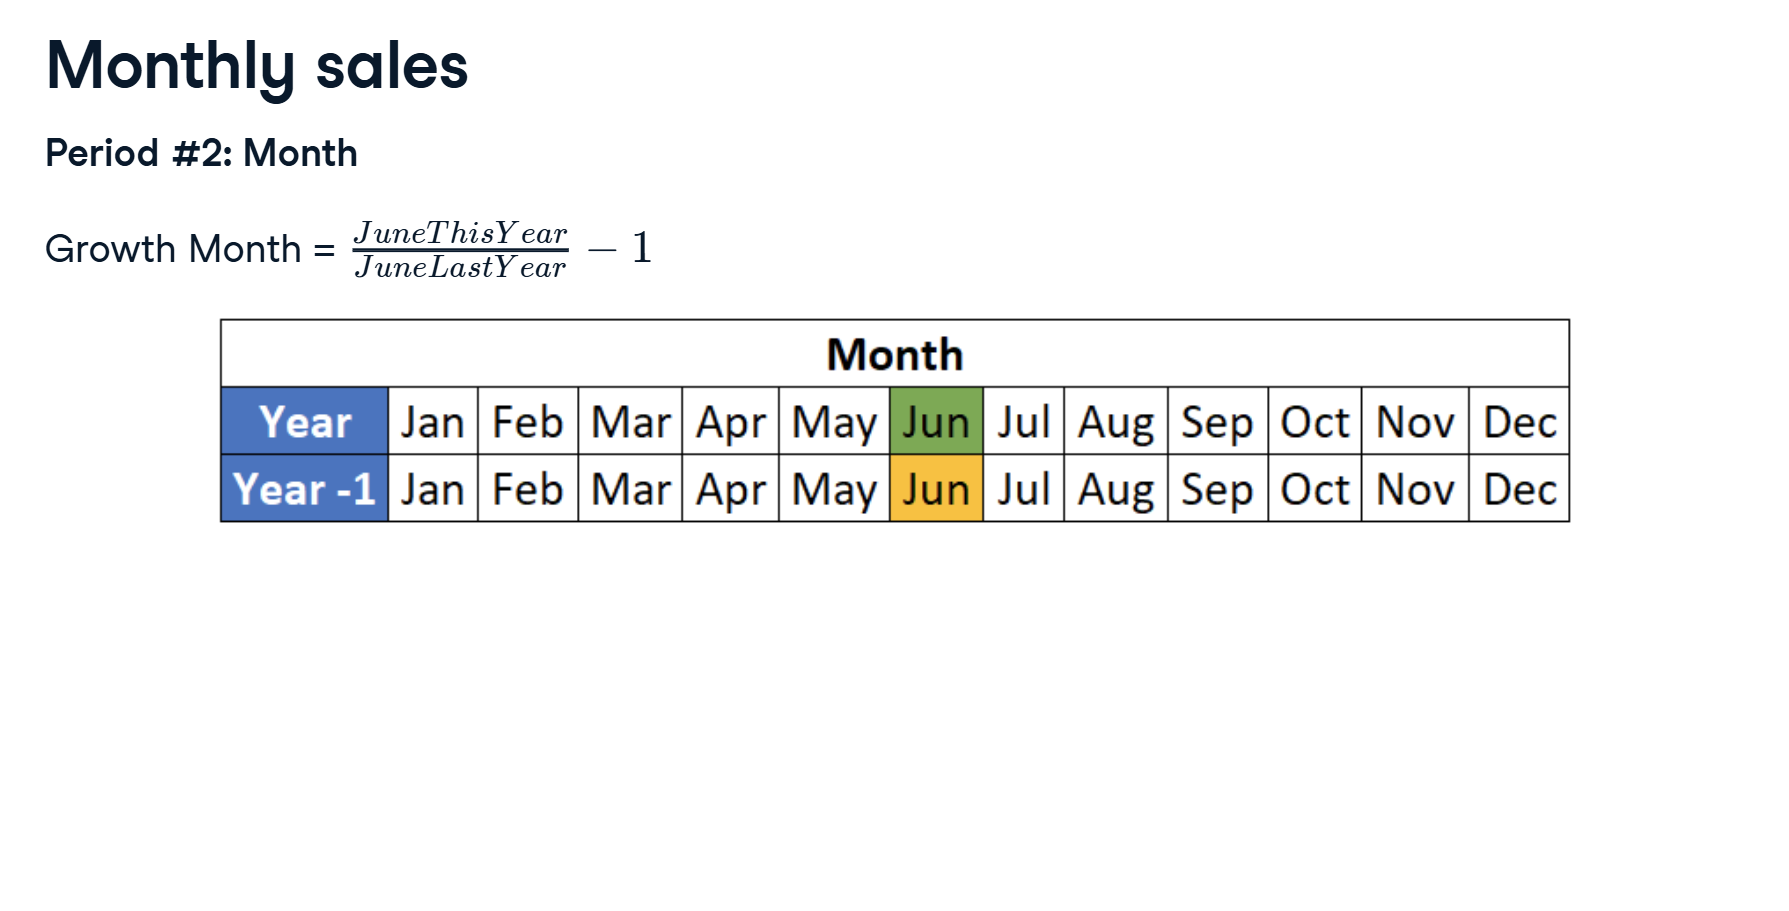 Monthly sales
Period #2: Month
Growth Month = JuneThisYear / JuneLastYear − 1
Month
Year Jan Feb Mar Apr May Jun Jul Aug Sep Oct Nov Dec
Year -1 Jan Feb Mar Apr May Jun Jul Aug Sep Oct Nov Dec